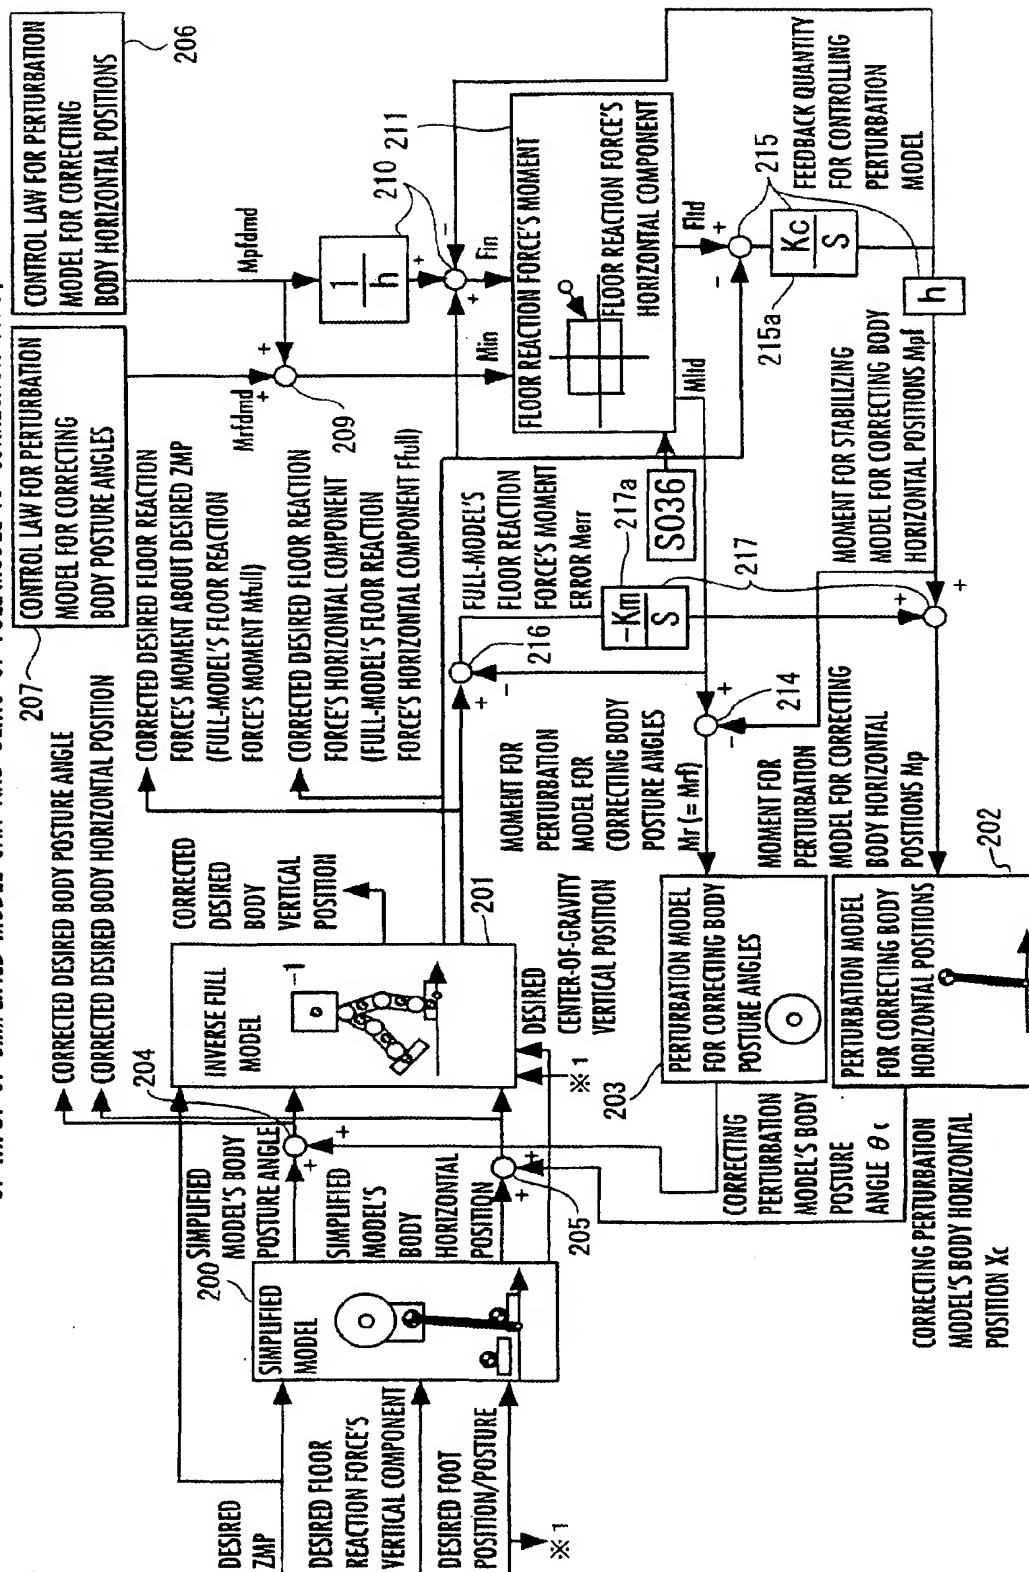 CONTROL LAW FOR PERTURBATION
MODEL FOR CORRECTING
BODY HORIZONTAL POSITIONS
206
207
CONTROL LAW FOR PERTURBATION
MODEL FOR CORRECTING
BODY POSTURE ANGLES
CORRECTED DESIRED BODY POSTURE ANGLE
CORRECTED DESIRED BODY HORIZONTAL POSITION
CORRECTED DESIRED FLOOR REACTION
FORCE'S MOMENT ABOUT DESIRED ZMP
(FULL-MODEL'S FLOOR REACTION
FORCE'S MOMENT Mfull)
CORRECTED DESIRED FLOOR REACTION
FORCE'S HORIZONTAL COMPONENT
(FULL-MODEL'S FLOOR REACTION
FORCE'S HORIZONTAL COMPONENT Ffull)
Mrfdmd
+
+
209
Mpfdmd
1
h
210
+
-
+
Fin
Min
211
FLOOR REACTION FORCE'S MOMENT
FLOOR REACTION FORCE'S
HORIZONTAL COMPONENT
Mltd
Fltd
+
-
215
Kc
S
215a
h
FEEDBACK QUANTITY
FOR CONTROLLING
PERTURBATION
MODEL
FULL-MODEL'S
FLOOR REACTION
FORCE'S MOMENT
ERROR Merr
+
-
216
217a
-Km
S
S036
217
+
+
MOMENT FOR STABILIZING
MODEL FOR CORRECTING BODY
HORIZONTAL POSITIONS Mpf
+
-
214
MOMENT FOR
PERTURBATION
MODEL FOR
CORRECTING BODY
POSTURE ANGLES
Mr (= Mrf)
MOMENT FOR
PERTURBATION
MODEL FOR CORRECTING
BODY HORIZONTAL
POSITIONS Mp
CORRECTED
DESIRED
BODY
VERTICAL
POSITION
201
INVERSE FULL
MODEL
-1
DESIRED
CENTER-OF-GRAVITY
VERTICAL POSITION
※1
204
+
+
205
+
+
203
PERTURBATION MODEL
FOR CORRECTING BODY
POSTURE ANGLES
202
PERTURBATION MODEL
FOR CORRECTING BODY
HORIZONTAL POSITIONS
CORRECTING
PERTURBATION
MODEL'S BODY
POSTURE
ANGLE θc
CORRECTING PERTURBATION
MODEL'S BODY HORIZONTAL
POSITION Xc
SIMPLIFIED
MODEL'S BODY
POSTURE ANGLE
SIMPLIFIED
MODEL'S
BODY
HORIZONTAL
POSITION
200
SIMPLIFIED
MODEL
DESIRED
ZMP
DESIRED FLOOR
REACTION FORCE'S
VERTICAL COMPONENT
DESIRED FOOT
POSITION/POSTURE
※1